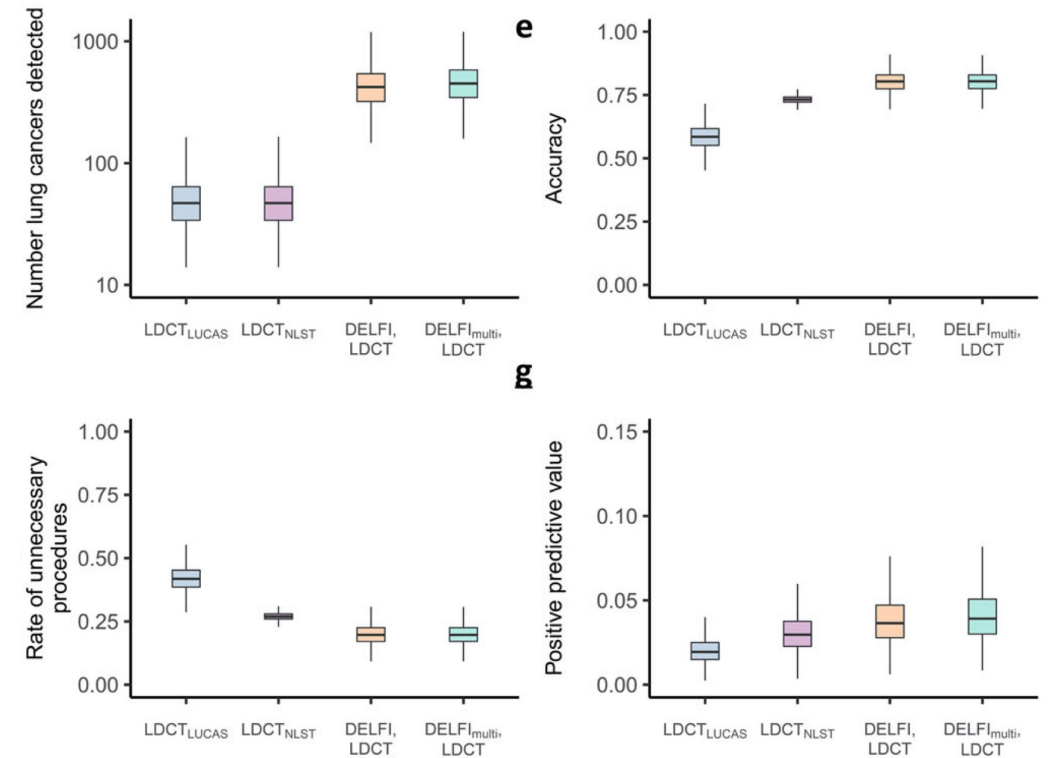 Number lung cancers detected
1000
100
10
LDCTLUCAS
LDCTNLST
DELFI,
LDCT
DELFImulti,
LDCT
e
Accuracy
1.00
0.75
0.50
0.25
0.00
LDCTLUCAS
LDCTNLST
DELFI,
LDCT
DELFImulti,
LDCT
Rate of unnecessary
procedures
1.00
0.75
0.50
0.25
0.00
LDCTLUCAS
LDCTNLST
DELFI,
LDCT
DELFImulti,
LDCT
g
Positive predictive value
0.15
0.10
0.05
0.00
LDCTLUCAS
LDCTNLST
DELFI,
LDCT
DELFImulti,
LDCT